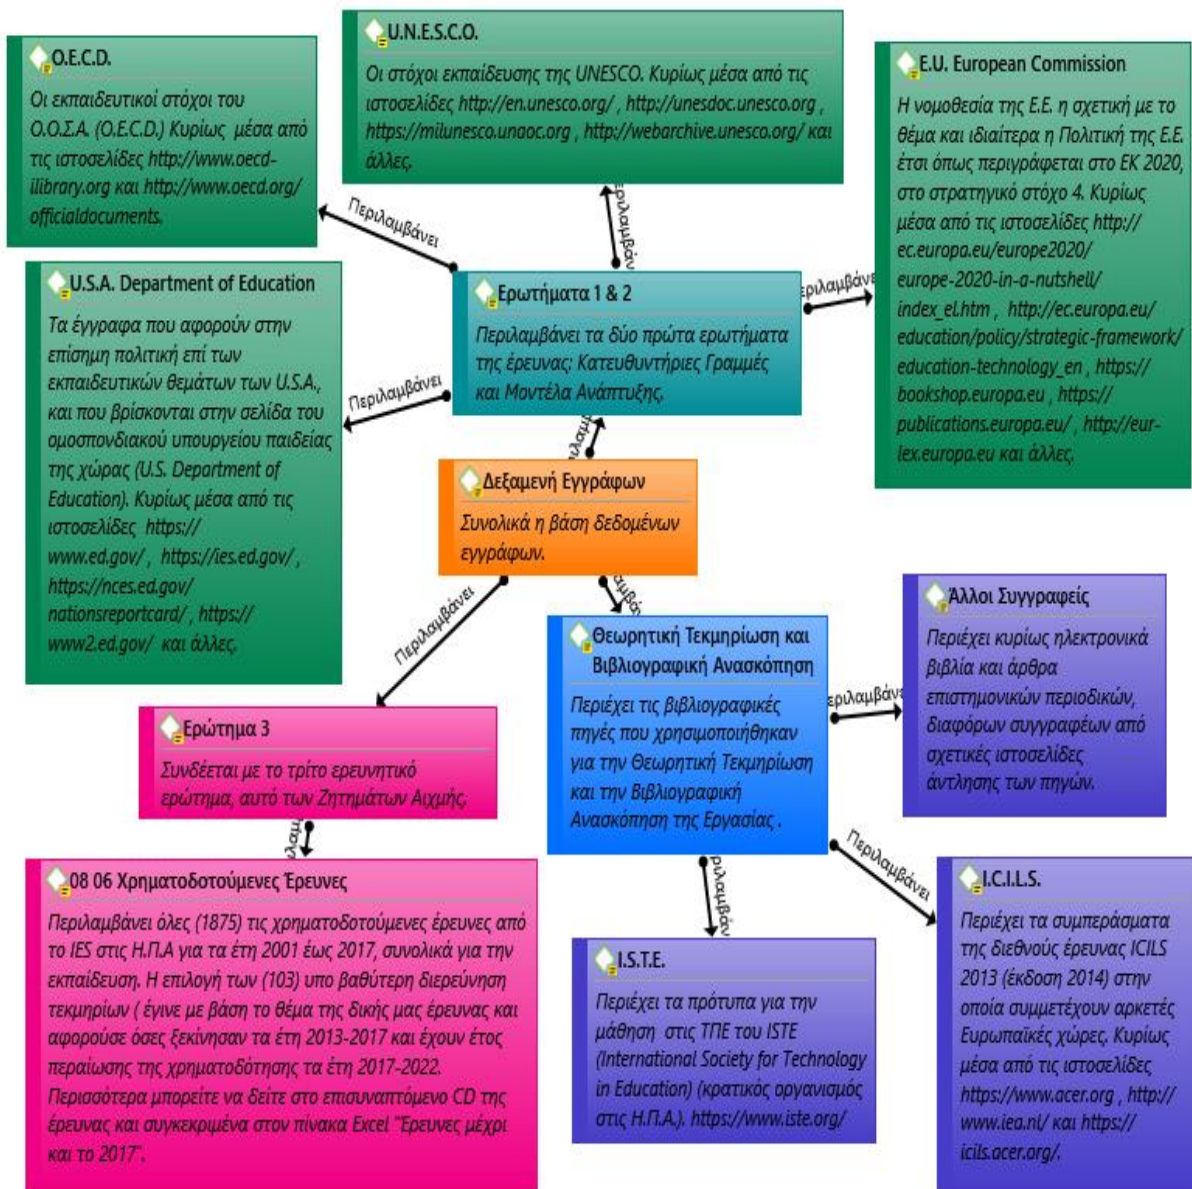 O.E.C.D.
Οι εκπαιδευτικοί στόχοι του
Ο.Ο.Σ.Α. (O.E.C.D.) Κυρίως μέσα από
τις ιστοσελίδες http://www.oecd-
ilibrary.org και http://www.oecd.org/
officialdocuments.
U.N.E.S.C.O.
Οι στόχοι εκπαίδευσης της UNESCO. Κυρίως μέσα από τις
ιστοσελίδες http://en.unesco.org/ , http://unesdoc.unesco.org ,
https://milunesco.unaoc.org , http://webarchive.unesco.org/ και
άλλες.
E.U. European Commission
Η νομοθεσία της Ε.Ε. η σχετική με το
θέμα και ιδιαίτερα η Πολιτική της Ε.Ε.
έτσι όπως περιγράφεται στο ΕΚ 2020,
στο στρατηγικό στόχο 4. Κυρίως
μέσα από τις ιστοσελίδες http://
ec.europa.eu/europe2020/
europe-2020-in-a-nutshell/
index_el.htm , http://ec.europa.eu/
education/policy/strategic-framework/
education-technology_en , https://
bookshop.europa.eu , https://
publications.europa.eu/ , http://eur-
lex.europa.eu και άλλες.
Περιλαμβάνει
εριλαμβάν
εριλαμβάνε
U.S.A. Department of Education
Τα έγγραφα που αφορούν στην
επίσημη πολιτική επί των
εκπαιδευτικών θεμάτων των U.S.A.,
και που βρίσκονται στην σελίδα του
ομοσπονδιακού υπουργείου παιδείας
της χώρας (U.S. Department of
Education). Κυρίως μέσα από τις
ιστοσελίδες https://
www.ed.gov/ , https://ies.ed.gov/ ,
https://nces.ed.gov/
nationsreportcard/ , https://
www2.ed.gov/ και άλλες.
Περιλαμβάνει
Ερωτήματα 1 & 2
Περιλαμβάνει τα δύο πρώτα ερωτήματα
της έρευνας: Κατευθυντήριες Γραμμές
και Μοντέλα Ανάπτυξης.
Δεξαμενή Εγγράφων
Συνολικά η βάση δεδομένων
εγγράφων.
Περιλαμβάνει
Θεωρητική Τεκμηρίωση και
Βιβλιογραφική Ανασκόπηση
Περιέχει τις βιβλιογραφικές
πηγές που χρησιμοποιήθηκαν
για την Θεωρητική Τεκμηρίωση
και την Βιβλιογραφική
Ανασκόπηση της Εργασίας .
εριλαμβάνε
Άλλοι Συγγραφείς
Περιέχει κυρίως ηλεκτρονικά
βιβλία και άρθρα
επιστημονικών περιοδικών,
διαφόρων συγγραφέων από
σχετικές ιστοσελίδες
άντλησης των πηγών.
Ερώτημα 3
Συνδέεται με το τρίτο ερευνητικό
ερώτημα, αυτό των Ζητημάτων Αιχμής.
08 06 Χρηματοδοτούμενες Έρευνες
Περιλαμβάνει όλες (1875) τις χρηματοδοτούμενες έρευνες από
το IES στις Η.Π.Α για τα έτη 2001 έως 2017, συνολικά για την
εκπαίδευση. Η επιλογή των (103) υπο βαθύτερη διερεύνηση
τεκμηρίων ( έγινε με βάση το θέμα της δικής μας έρευνας και
αφορούσε όσες ξεκίνησαν τα έτη 2013-2017 και έχουν έτος
περαίωσης της χρηματοδότησης τα έτη 2017-2022.
Περισσότερα μπορείτε να δείτε στο επισυναπτόμενο CD της
έρευνας και συγκεκριμένα στον πίνακα Excel "Έρευνες μέχρι
και το 2017".
ριλαμβάν
I.S.T.E.
Περιέχει τα πρότυπα για την
μάθηση στις ΤΠΕ του ISTE
(International Society for Technology
in Education) (κρατικός οργανισμός
στις Η.Π.Α.). https://www.iste.org/
Περιλαμβάνει
I.C.I.L.S.
Περιέχει τα συμπεράσματα
της διεθνούς έρευνας ICILS
2013 (έκδοση 2014) στην
οποία συμμετέχουν αρκετές
Ευρωπαϊκές χώρες. Κυρίως
μέσα από τις ιστοσελίδες
https://www.acer.org , http://
www.iea.nl/ και https://
icils.acer.org/.